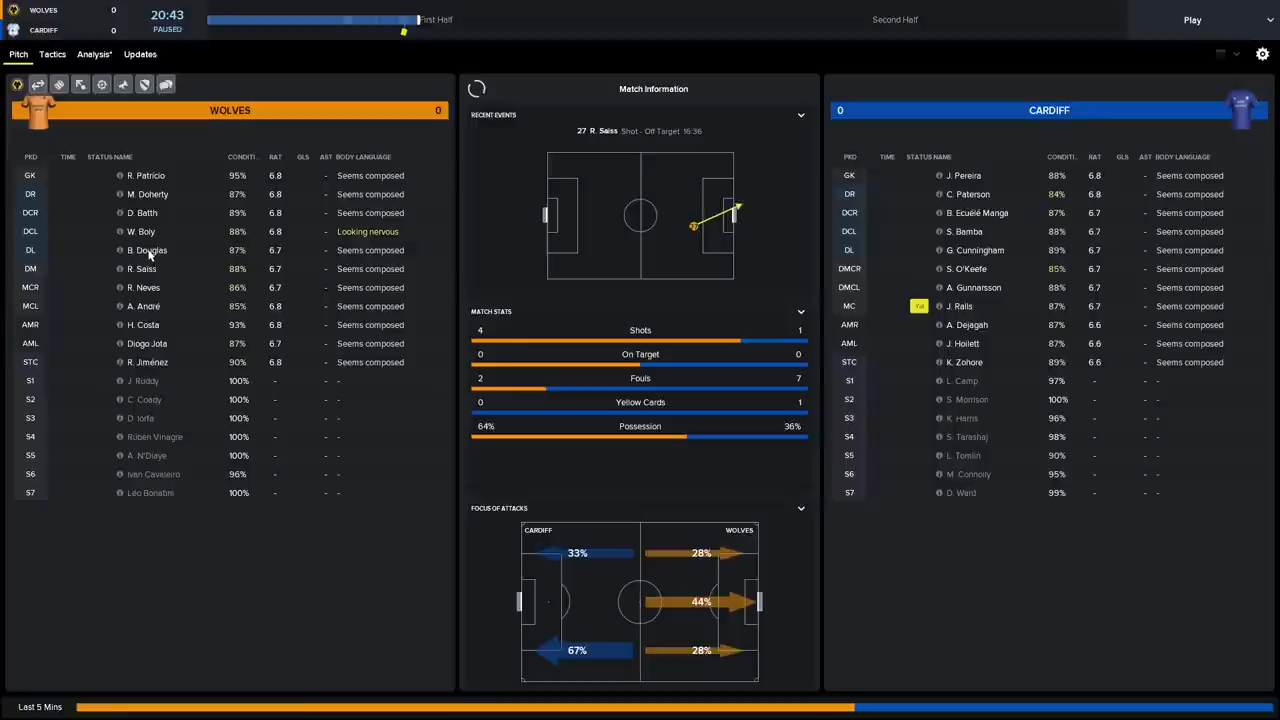 WOLVES 0
CARDIFF 0
20:43
PAUSED
First Half
Second Half
Play
Pitch Tactics Analysis* Updates
WOLVES 0
PKD TIME STATUS NAME CONDITI... RAT GLS AST BODY LANGUAGE
GK R. Patrício 95% 6.8 - Seems composed
DR M. Doherty 87% 6.8 - Seems composed
DCR D. Batth 89% 6.8 - Seems composed
DCL W. Boly 88% 6.8 - Looking nervous
DL B. Douglas 87% 6.7 - Seems composed
DM R. Saïss 88% 6.7 - Seems composed
MCR R. Neves 86% 6.7 - Seems composed
MCL A. André 85% 6.8 - Seems composed
AMR H. Costa 93% 6.8 - Seems composed
AML Diogo Jota 87% 6.7 - Seems composed
STC R. Jiménez 90% 6.8 - Seems composed
S1 J. Ruddy 100% - - -
S2 C. Coady 100% - - -
S3 D. Iorfa 100% - - -
S4 Rúben Vinagre 100% - - -
S5 A. N'Diaye 100% - - -
S6 Ivan Cavaleiro 96% - - -
S7 Léo Bonatini 100% - - -
Match Information
RECENT EVENTS
27 R. Saïss Shot - Off Target 16:36
27
MATCH STATS
4 Shots 1
0 On Target 0
2 Fouls 7
0 Yellow Cards 1
64% Possession 36%
FOCUS OF ATTACKS
CARDIFF WOLVES
33% 28%
44%
67% 28%
0 CARDIFF
PKD TIME STATUS NAME CONDITI... RAT GLS AST BODY LANGUAGE
GK J. Pereira 88% 6.8 - Seems composed
DR C. Paterson 84% 6.8 - Seems composed
DCR B. Ecuélé Manga 87% 6.7 - Seems composed
DCL S. Bamba 88% 6.7 - Seems composed
DL G. Cunningham 89% 6.7 - Seems composed
DMCR S. O'Keefe 85% 6.7 - Seems composed
DMCL A. Gunnarsson 88% 6.7 - Seems composed
MC Yel J. Ralls 87% 6.7 - Seems composed
AMR A. Dejagah 87% 6.6 - Seems composed
AML J. Hoilett 87% 6.6 - Seems composed
STC K. Zohore 89% 6.6 - Seems composed
S1 L. Camp 97% - - -
S2 S. Morrison 100% - - -
S3 K. Harris 96% - - -
S4 S. Tarashaj 98% - - -
S5 L. Tomlin 90% - - -
S6 M. Connolly 95% - - -
S7 D. Ward 99% - - -
Last 5 Mins